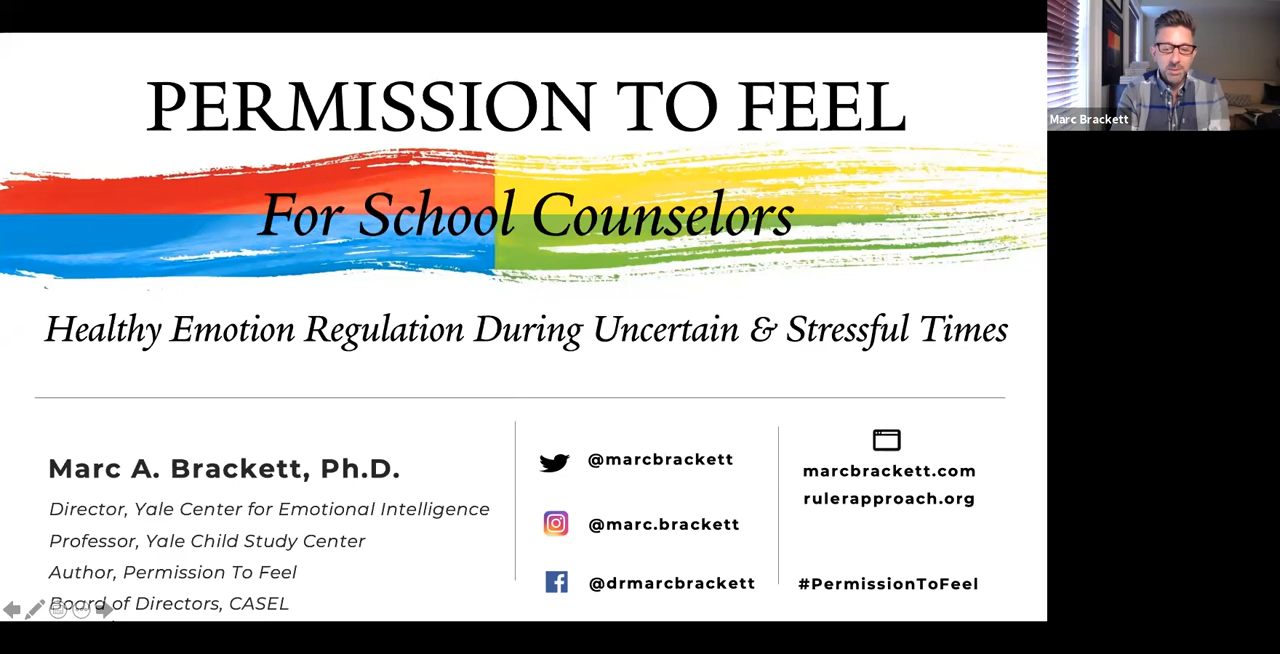 PERMISSION TO FEEL
For School Counselors
Healthy Emotion Regulation During Uncertain & Stressful Times
Marc A. Brackett, Ph.D.
Director, Yale Center for Emotional Intelligence
Professor, Yale Child Study Center
Author, Permission To Feel
Board of Directors, CASEL
@marcbrackett
@marc.brackett
@drmarcbrackett
marcbrackett.com
rulerapproach.org
#PermissionToFeel
Marc Brackett